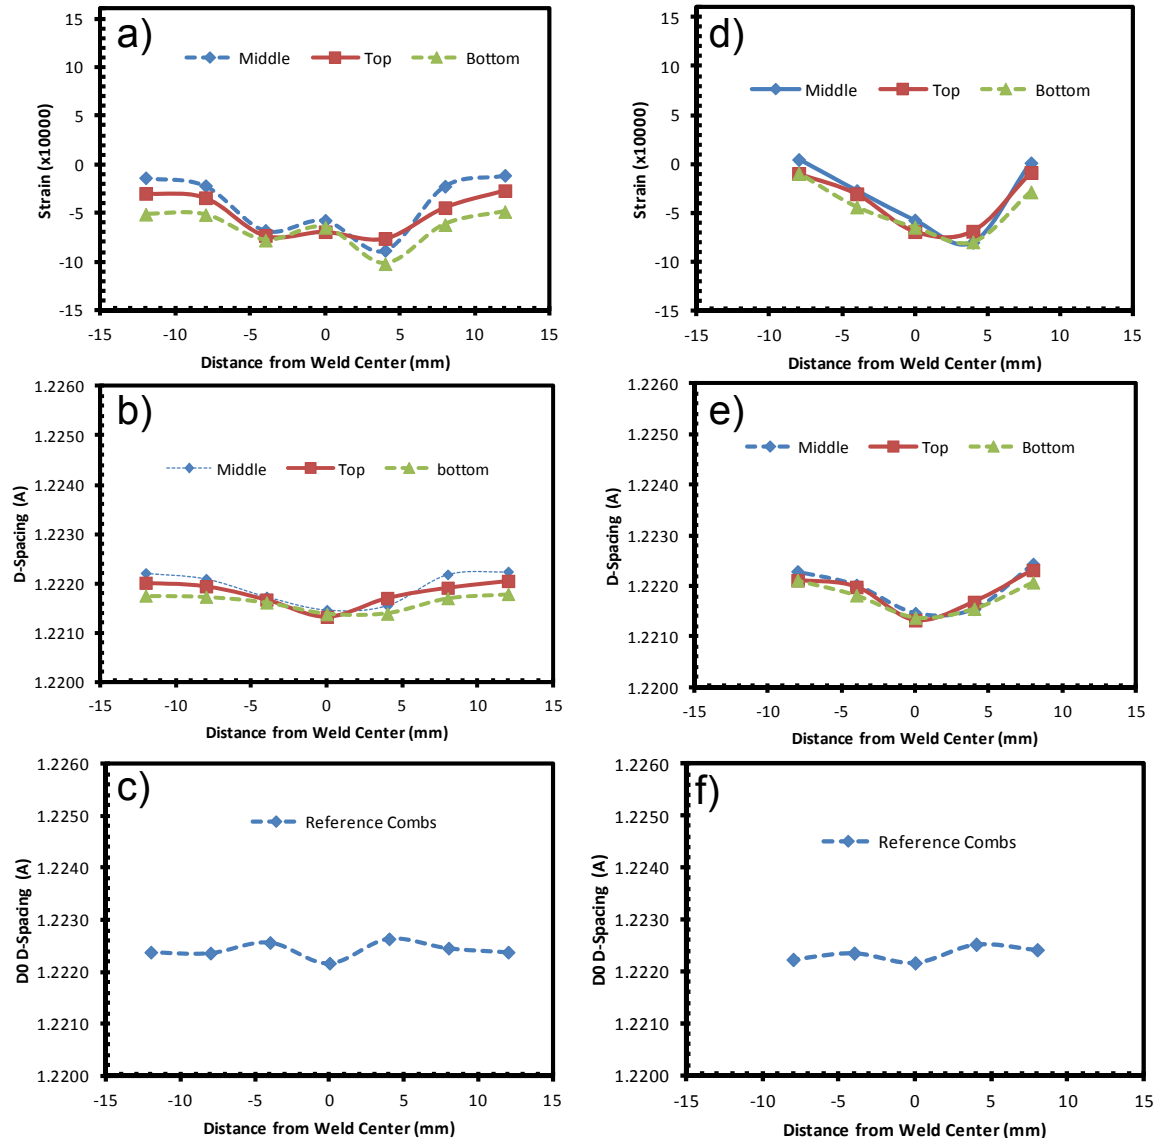 a)
Middle Top Bottom
15
10
5
0
-5
-10
-15
Strain (x10000)
-15 -10 -5 0 5 10 15
Distance from Weld Center (mm)
d)
Middle Top Bottom
15
10
5
0
-5
-10
-15
Strain (x10000)
-15 -10 -5 0 5 10 15
Distance from Weld Center (mm)
b)
Middle Top bottom
1.2260
1.2250
1.2240
1.2230
1.2220
1.2210
1.2200
D-Spacing (A)
-15 -10 -5 0 5 10 15
Distance from Weld Center (mm)
e)
Middle Top Bottom
1.2260
1.2250
1.2240
1.2230
1.2220
1.2210
1.2200
D-Spacing (A)
-15 -10 -5 0 5 10 15
Distance from Weld Center (mm)
c)
Reference Combs
1.2260
1.2250
1.2240
1.2230
1.2220
1.2210
1.2200
D0 D-Spacing (A)
-15 -10 -5 0 5 10 15
Distance from Weld Center (mm)
f)
Reference Combs
1.2260
1.2250
1.2240
1.2230
1.2220
1.2210
1.2200
D0 D-Spacing (A)
-15 -10 -5 0 5 10 15
Distance from Weld Center (mm)